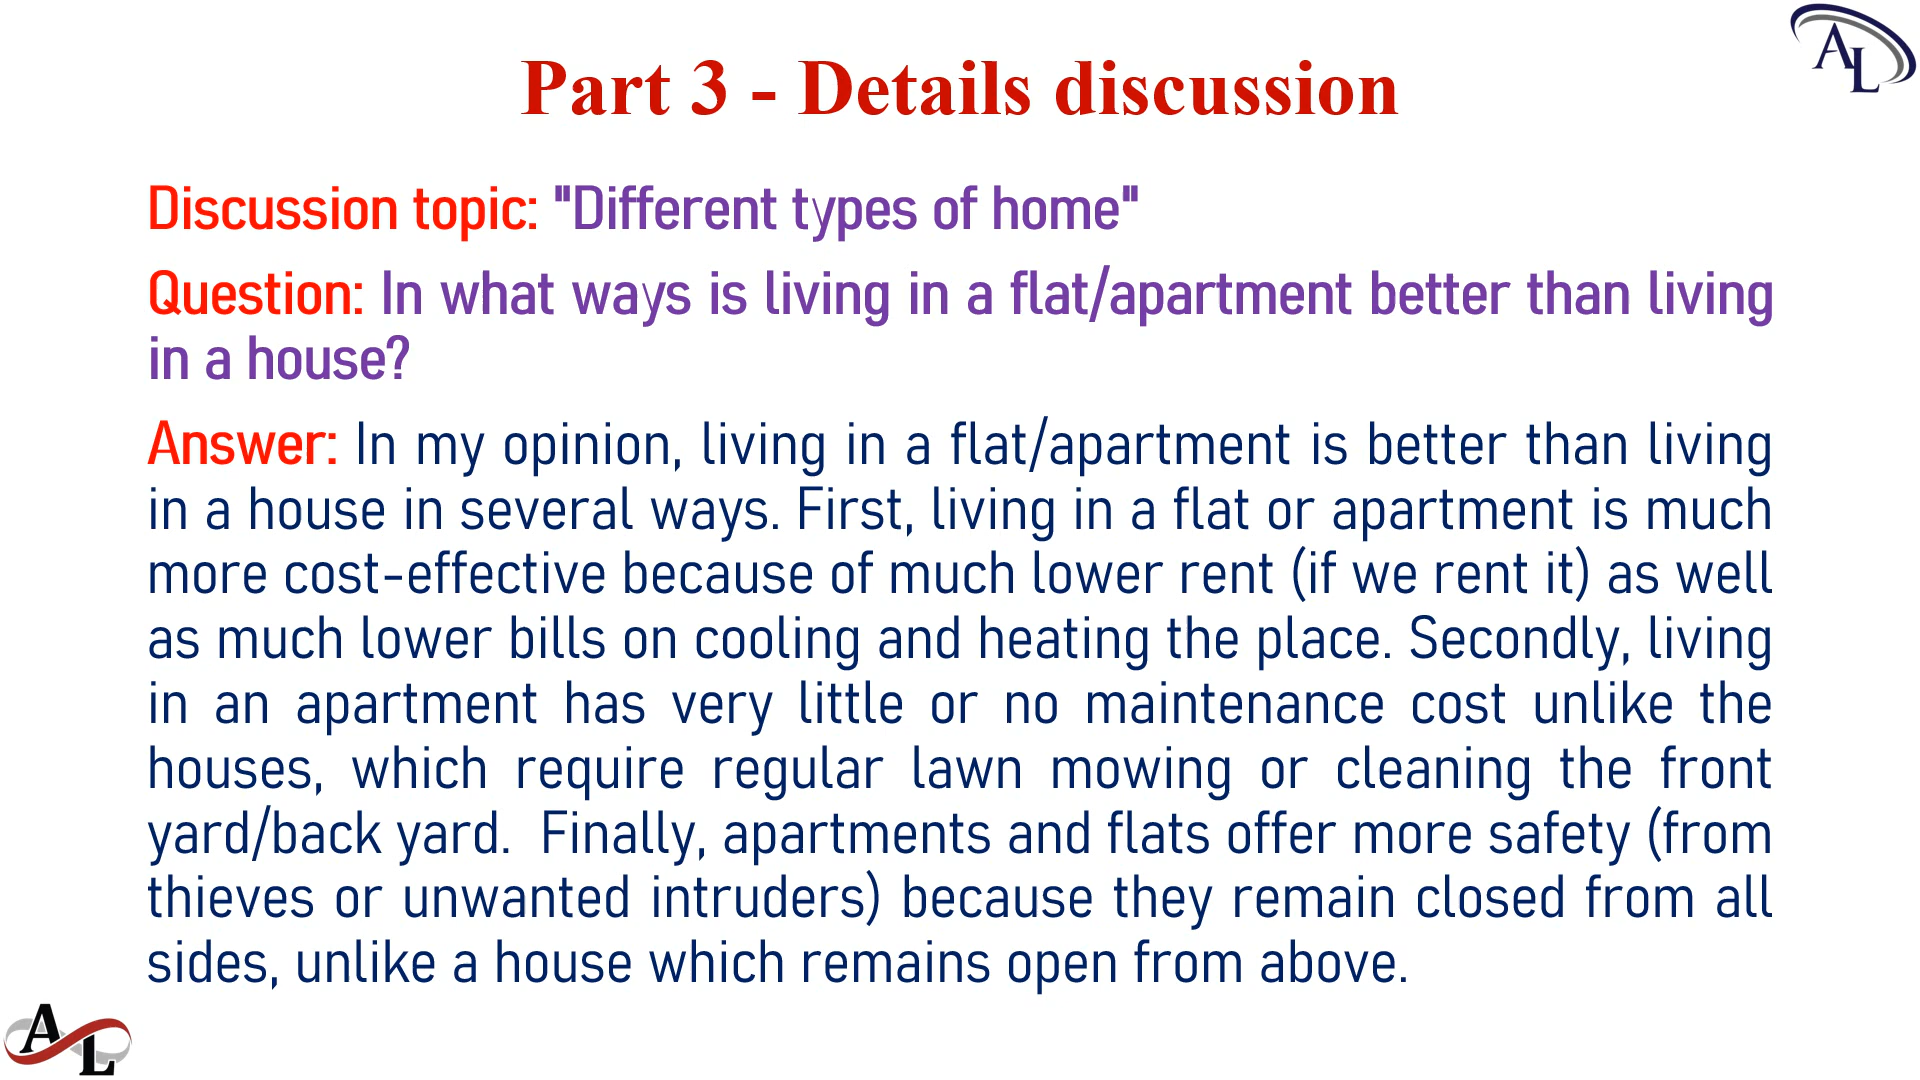 AL
Part 3 - Details discussion
Discussion topic: "Different types of home"
Question: In what ways is living in a flat/apartment better than living
in a house?
Answer: In my opinion, living in a flat/apartment is better than living
in a house in several ways. First, living in a flat or apartment is much
more cost-effective because of much lower rent (if we rent it) as well
as much lower bills on cooling and heating the place. Secondly, living
in an apartment has very little or no maintenance cost unlike the
houses, which require regular lawn mowing or cleaning the front
yard/back yard.  Finally, apartments and flats offer more safety (from
thieves or unwanted intruders) because they remain closed from all
sides, unlike a house which remains open from above.
AL